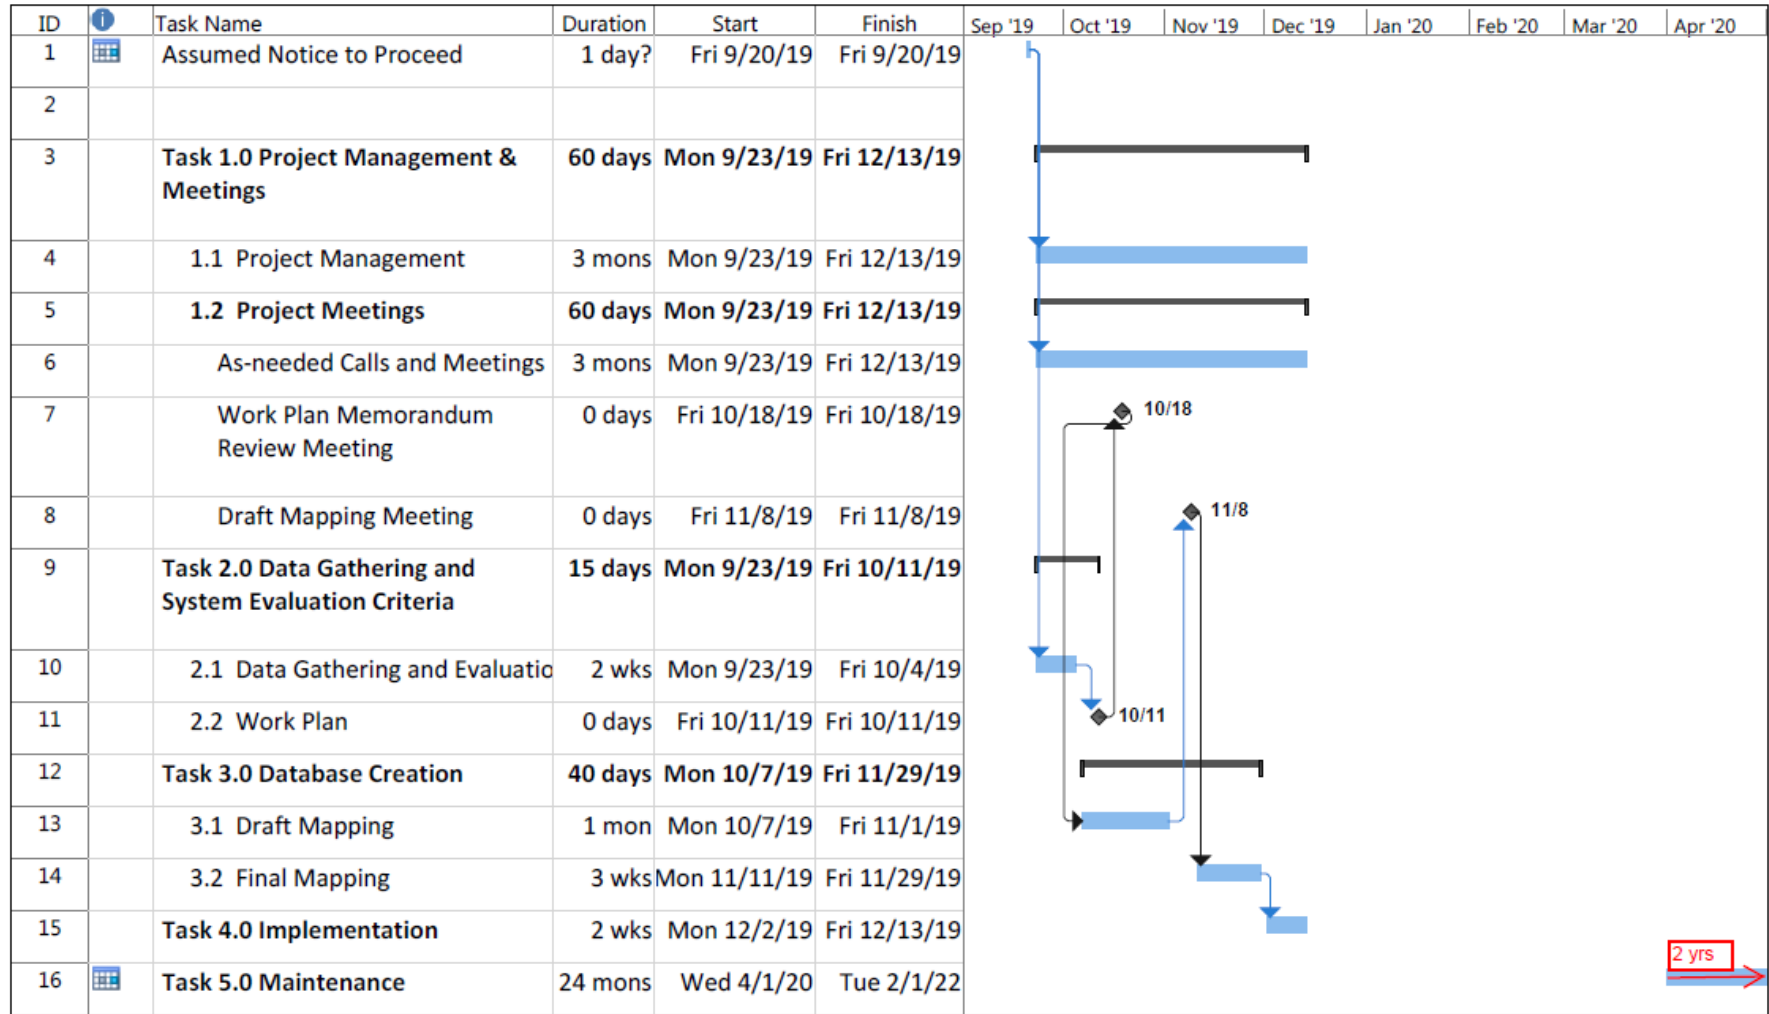 ID Task Name Duration Start Finish Sep '19 Oct '19 Nov '19 Dec '19 Jan '20 Feb '20 Mar '20 Apr '20
1 Assumed Notice to Proceed 1 day? Fri 9/20/19 Fri 9/20/19
2
3 Task 1.0 Project Management & 60 days Mon 9/23/19 Fri 12/13/19
Meetings
4 1.1 Project Management 3 mons Mon 9/23/19 Fri 12/13/19
5 1.2 Project Meetings 60 days Mon 9/23/19 Fri 12/13/19
6 As-needed Calls and Meetings 3 mons Mon 9/23/19 Fri 12/13/19
7 Work Plan Memorandum 0 days Fri 10/18/19 Fri 10/18/19 10/18
Review Meeting
8 Draft Mapping Meeting 0 days Fri 11/8/19 Fri 11/8/19 11/8
9 Task 2.0 Data Gathering and 15 days Mon 9/23/19 Fri 10/11/19
System Evaluation Criteria
10 2.1 Data Gathering and Evaluatio 2 wks Mon 9/23/19 Fri 10/4/19
11 2.2 Work Plan 0 days Fri 10/11/19 Fri 10/11/19 10/11
12 Task 3.0 Database Creation 40 days Mon 10/7/19 Fri 11/29/19
13 3.1 Draft Mapping 1 mon Mon 10/7/19 Fri 11/1/19
14 3.2 Final Mapping 3 wks Mon 11/11/19 Fri 11/29/19
15 Task 4.0 Implementation 2 wks Mon 12/2/19 Fri 12/13/19
2 yrs
16 Task 5.0 Maintenance 24 mons Wed 4/1/20 Tue 2/1/22